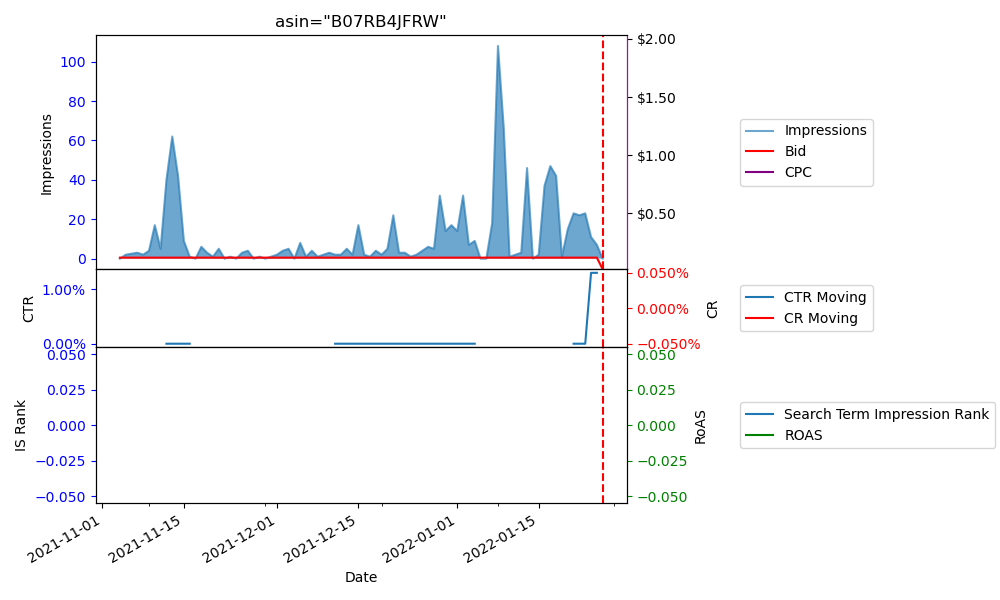 asin="B07RB4JFRW"
Impressions
100
80
60
40
20
0
$2.00
$1.50
$1.00
$0.50
Impressions
Bid
CPC
CTR
1.00%
0.00%
0.050%
0.000%
−0.050%
CR
CTR Moving
CR Moving
IS Rank
0.050
0.025
0.000
−0.025
−0.050
0.050
0.025
0.000
−0.025
−0.050
RoAS
Search Term Impression Rank
ROAS
2021-11-01
2021-11-15
2021-12-01
2021-12-15
2022-01-01
2022-01-15
Date